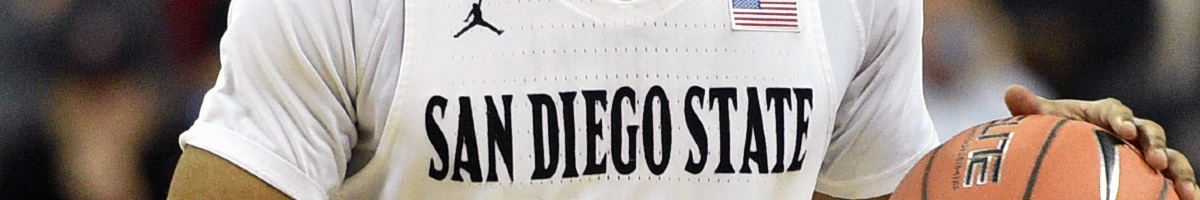 SAN DIEGO STATE